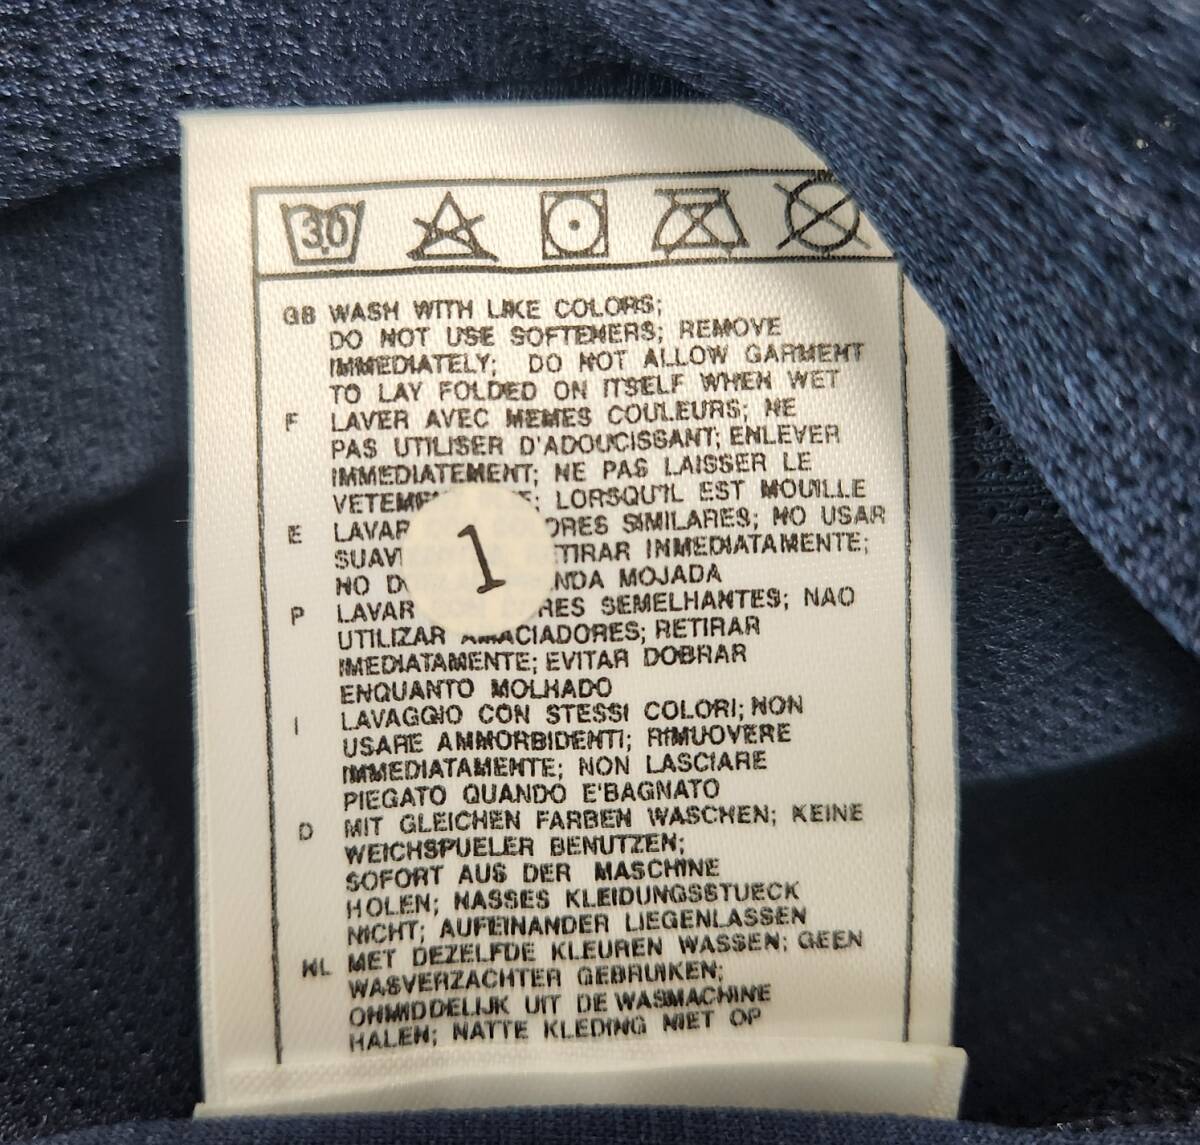 30
GB WASH WITH LIKE COLORS;
DO NOT USE SOFTENERS; REMOVE
IMMEDIATELY; DO NOT ALLOW GARMENT
TO LAY FOLDED ON ITSELF WHEN WET
F LAVER AVEC MEMES COULEURS; NE
PAS UTILISER D'ADOUCISSANT; ENLEVER
IMMEDIATEMENT; NE PAS LAISSER LE
LORSQU'IL EST MOUILLE
E LAVAR SIMILARES; NO USAR
INMEDIATAMENTE;
NO MOJADA
1
P LAVAR SEMELHANTES; NAO
UTILIZAR AMACIADORES; RETIRAR
IMEDIATAMENTE; EVITAR DOBRAR
ENQUANTO MOLHADO
I LAVAGGIO CON STESSI COLORI; NON
USARE AMMORBIDENTI; RIMUOVERE
IMMEDIATAMENTE; NON LASCIARE
PIEGATO QUANDO E'BAGNATO
D MIT GLEICHEN FARBEN WASCHEN; KEINE
WEICHSPUELER BENUTZEN;
SOFORT AUS DER MASCHINE
HOLEN; NASSES KLEIDUNGSSTUECK
NICHT; AUFEINANDER LIEGENLASSEN
NL MET DEZELFDE KLEUREN WASSEN; GEEN
WASVERZACHTER GEBRUIKEN;
ONMIDDELIJK UIT DE WASMACHINE
HALEN; NATTE KLEDING NIET OP